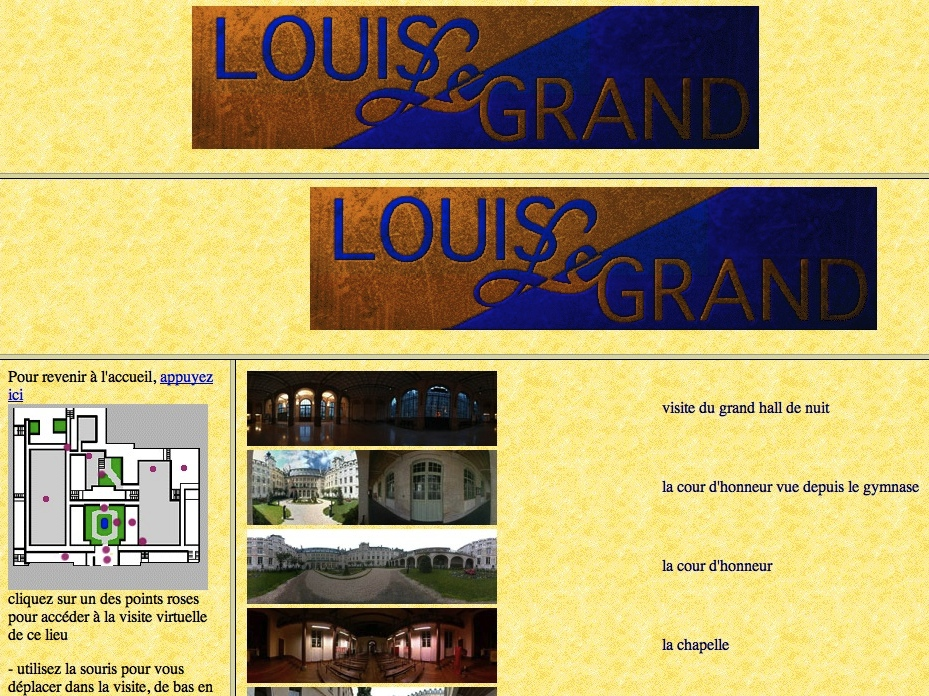 LOUIS Le GRAND
LOUIS Le GRAND
Pour revenir à l'accueil, appuyez
ici
cliquez sur un des points roses
pour accéder à la visite virtuelle
de ce lieu
- utilisez la souris pour vous
déplacer dans la visite, de bas en
visite du grand hall de nuit
la cour d'honneur vue depuis le gymnase
la cour d'honneur
la chapelle